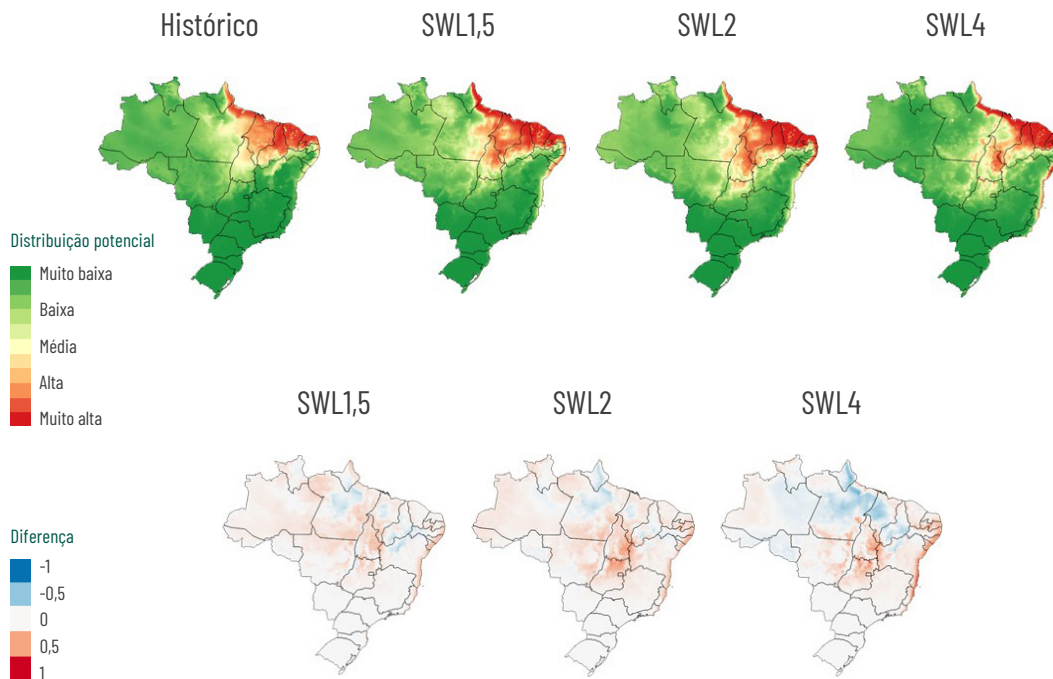 Histórico
SWL1,5
SWL2
SWL4
Distribuição potencial
Muito baixa
Baixa
Média
Alta
Muito alta
SWL1,5
SWL2
SWL4
Diferença
-1
-0,5
0
0,5
1